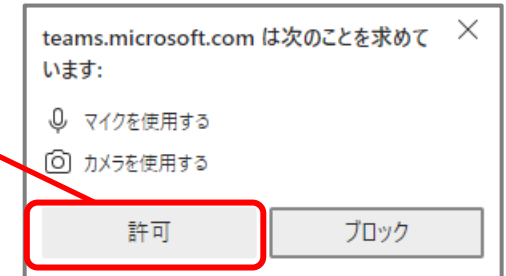 teams.microsoft.com は次のことを求めて
います:
マイクを使用する
カメラを使用する
許可
ブロック